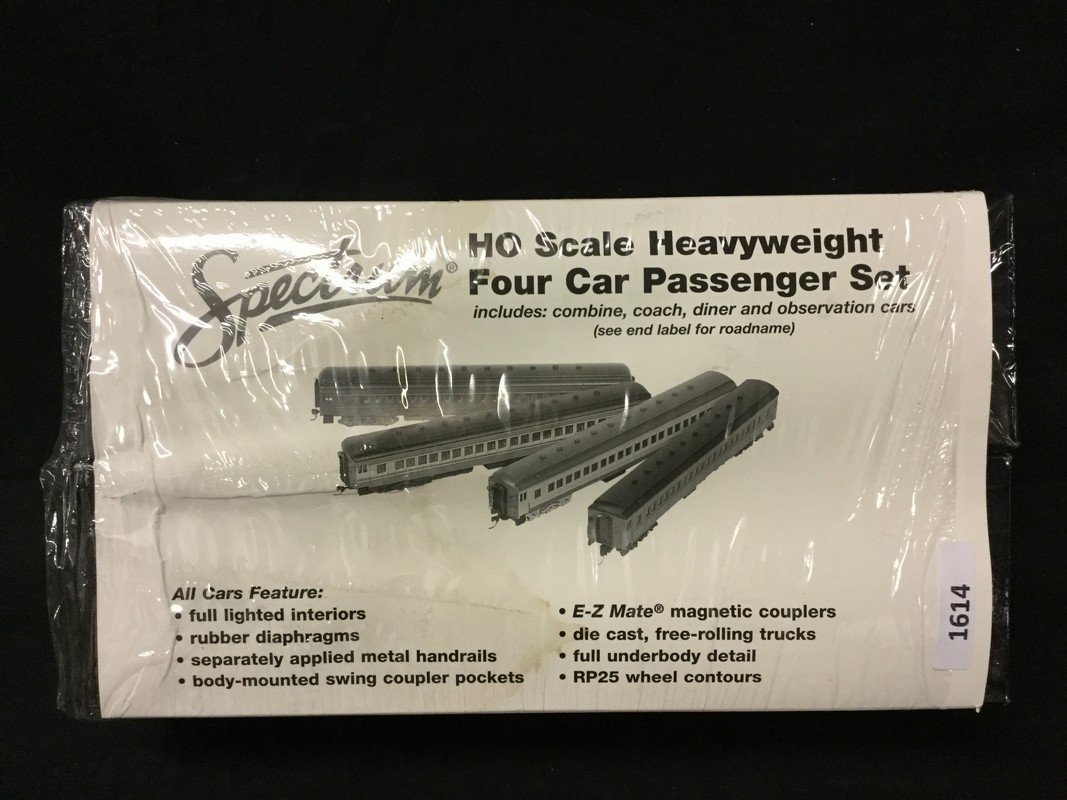 Spectrum®
HO Scale Heavyweight
Four Car Passenger Set
includes: combine, coach, diner and observation cars
(see end label for roadname)
All Cars Feature:
• full lighted interiors
• rubber diaphragms
• separately applied metal handrails
• body-mounted swing coupler pockets
• E-Z Mate® magnetic couplers
• die cast, free-rolling trucks
• full underbody detail
• RP25 wheel contours
1614